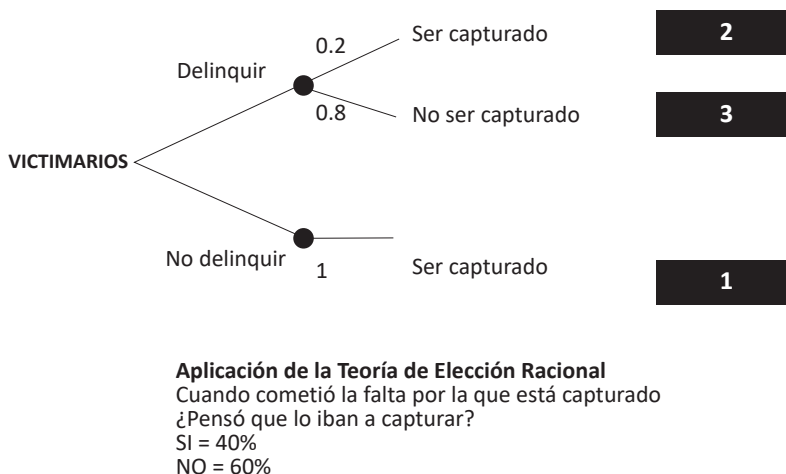 0.2
Ser capturado
2
Delinquir
0.8
No ser capturado
3
VICTIMARIOS
No delinquir
1
Ser capturado
1
Aplicación de la Teoría de Elección Racional
Cuando cometió la falta por la que está capturado
¿Pensó que lo iban a capturar?
SI = 40%
NO = 60%